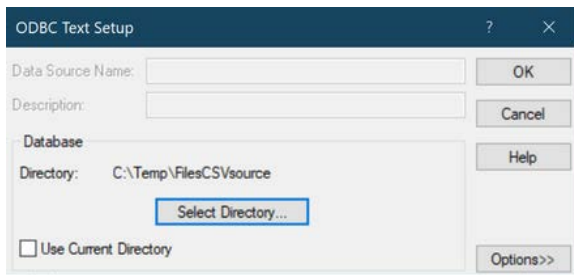 ODBC Text Setup ? ×
Data Source Name: OK
Description: Cancel
Database Help
Directory: C:\Temp\FilesCSVsource
Select Directory...
Use Current Directory
Options>>